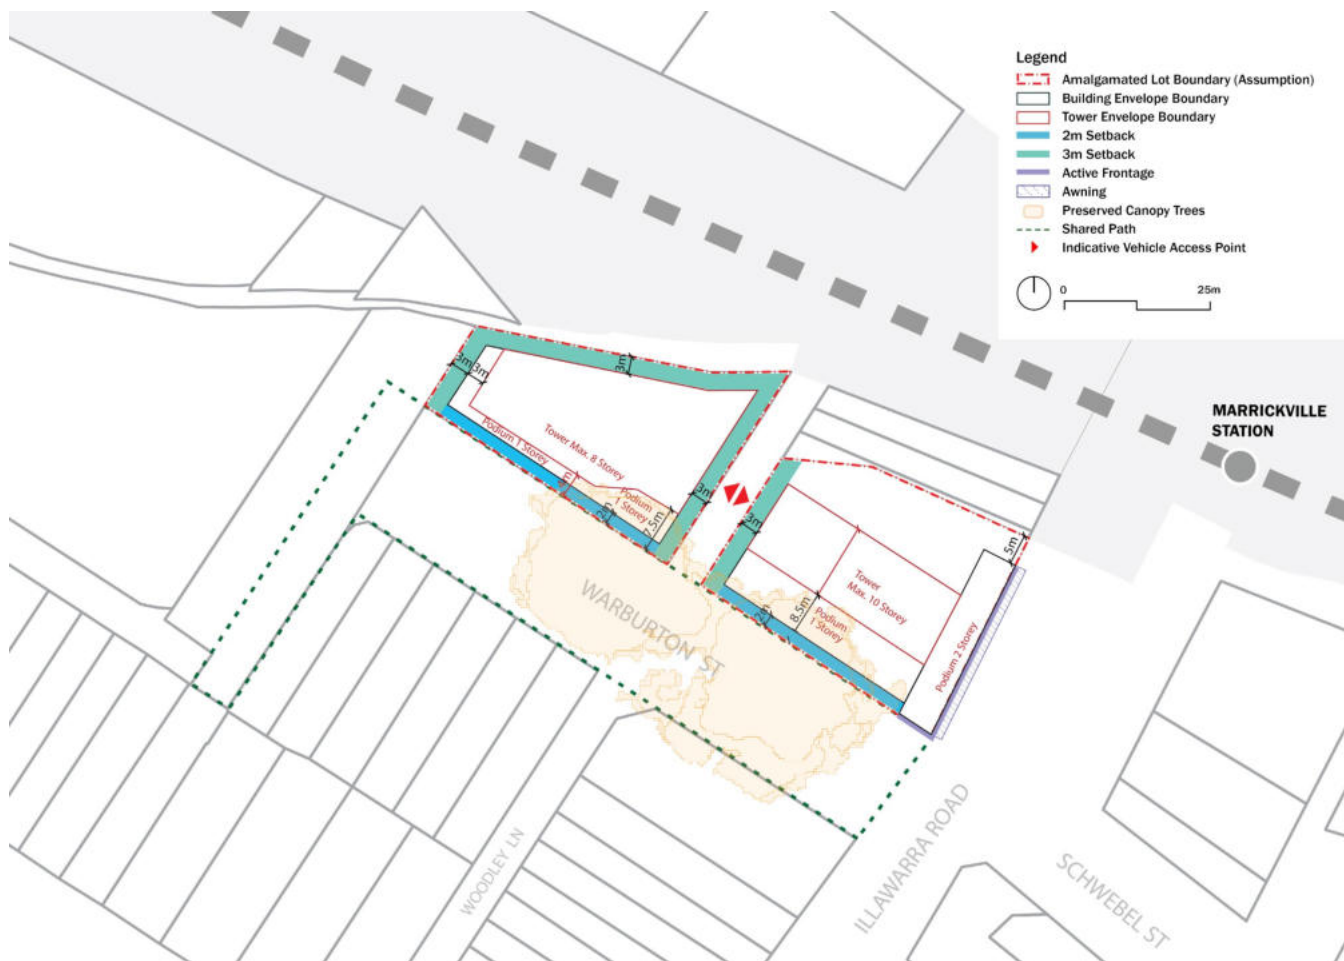 Legend
Amalgamated Lot Boundary (Assumption)
Building Envelope Boundary
Tower Envelope Boundary
2m Setback
3m Setback
Active Frontage
Awning
Preserved Canopy Trees
Shared Path
Indicative Vehicle Access Point
0 25m
MARRICKVILLE
STATION
3m
3m
3m
Podium 1 Storey
Tower Max. 8 Storey
Podium
1 Storey
2m
7.5m
3m
3m
5m
Tower
Max. 10 Storey
2m
8.5m
Podium
1 Storey
Podium 2 Storey
WARBURTON ST
WOODLEY LN
ILLAWARRA ROAD
SCHWEBEL ST